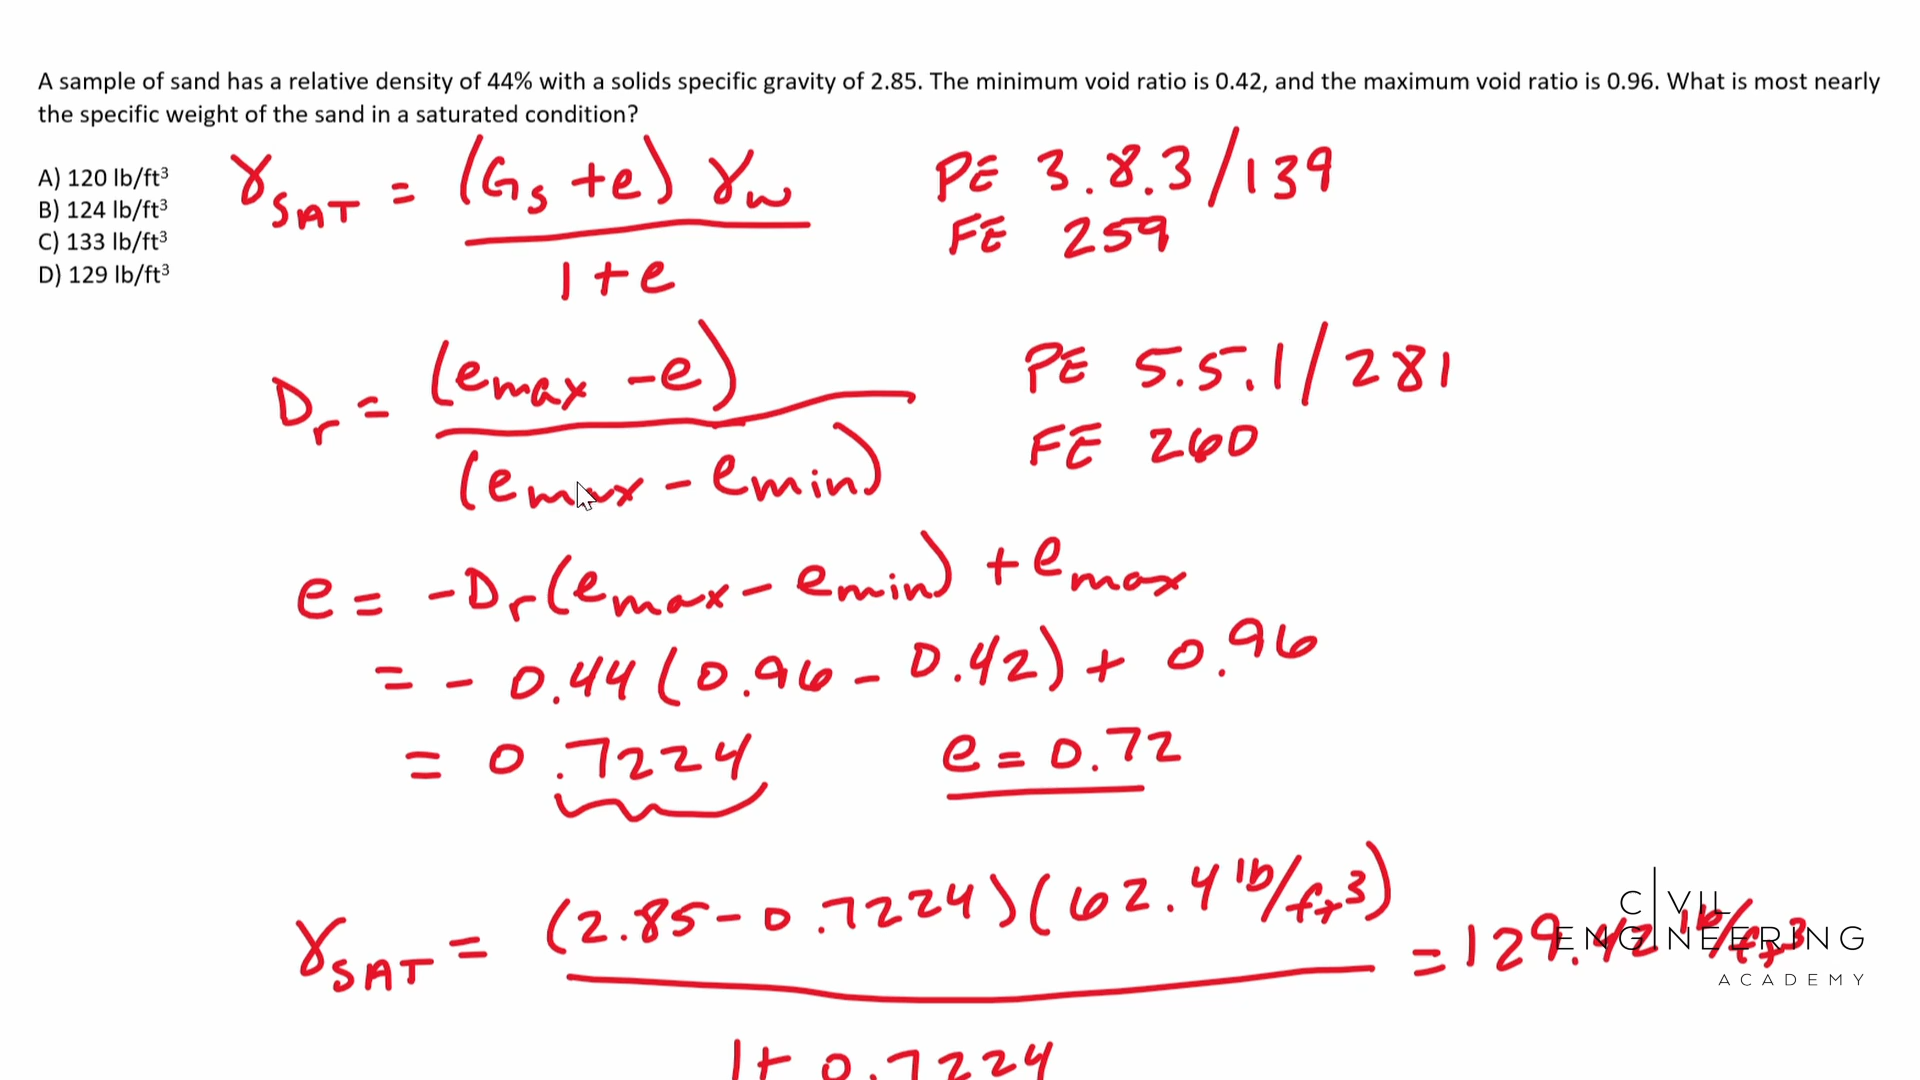 A sample of sand has a relative density of 44% with a solids specific gravity of 2.85. The minimum void ratio is 0.42, and the maximum void ratio is 0.96. What is most nearly
the specific weight of the sand in a saturated condition?
A) 120 lb/ft³
B) 124 lb/ft³
C) 133 lb/ft³
D) 129 lb/ft³
γSAT = (Gs + e) γw
1 + e
PE 3.8.3/139
FE 259
Dr = (emax - e)
(emax - emin)
PE 5.5.1/281
FE 260
e = -Dr(emax - emin) + emax
= - 0.44(0.96 - 0.42) + 0.96
= 0.7224 e = 0.72
γSAT = (2.85 - 0.7224)(62.4 lb/ft³) = 129.42 lb/ft³
1 + 0.7224
CIVIL
ENGINEERING
ACADEMY